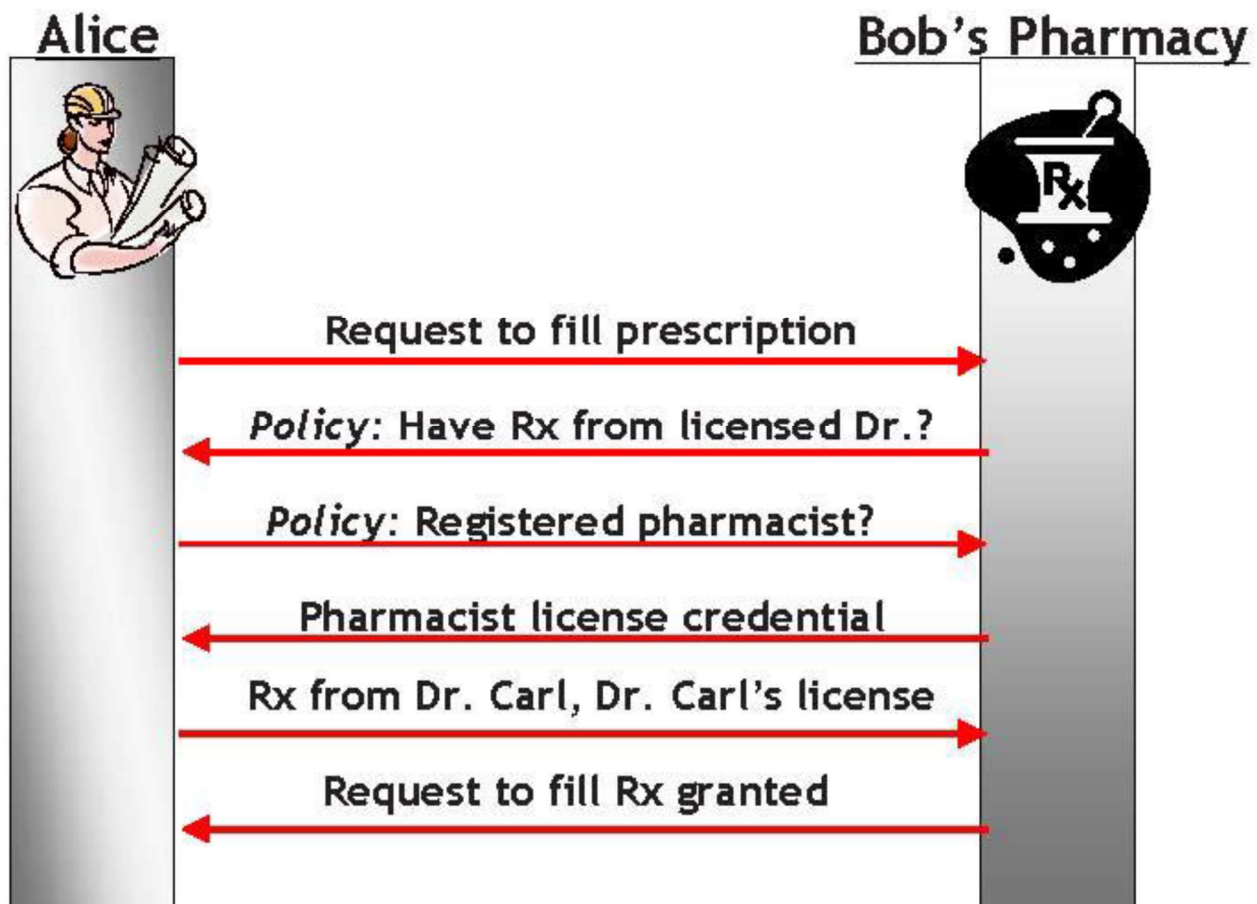 Alice
Bob's Pharmacy
Rx
Request to fill prescription
Policy: Have Rx from licensed Dr.?
Policy: Registered pharmacist?
Pharmacist license credential
Rx from Dr. Carl, Dr. Carl's license
Request to fill Rx granted